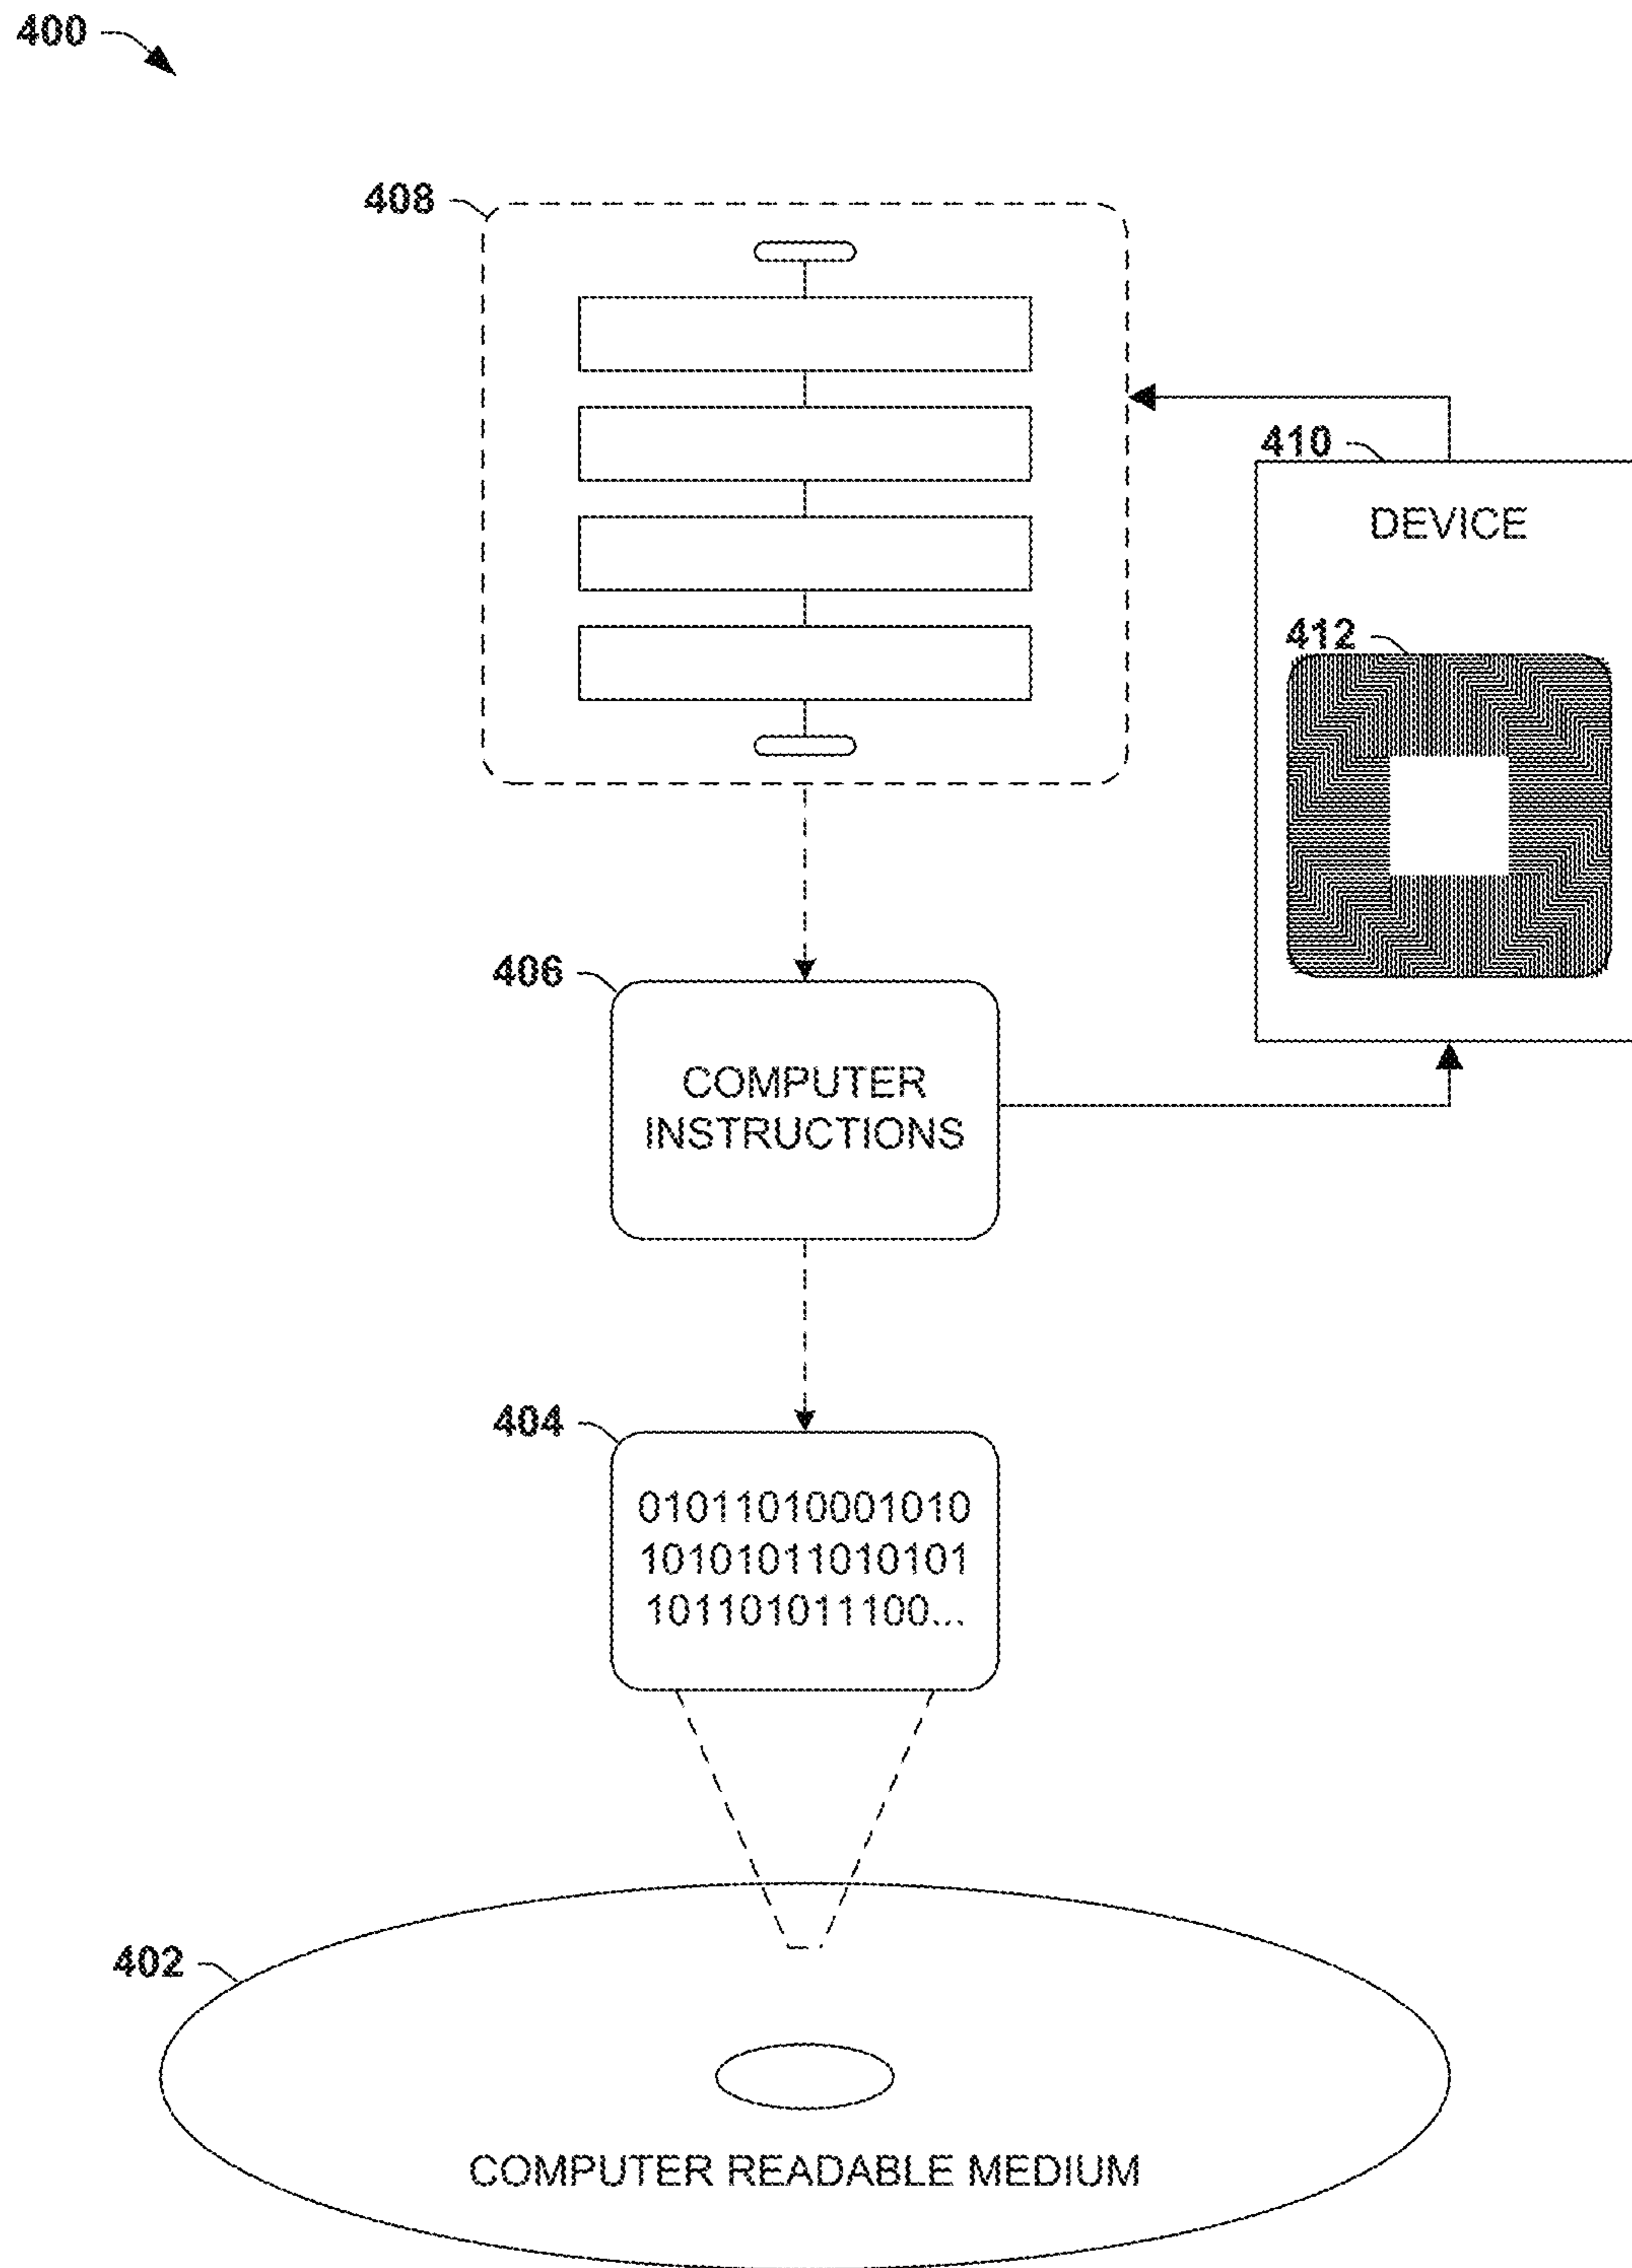 400
408
410
DEVICE
412
406
COMPUTER
INSTRUCTIONS
404
01011010001010
10101011010101
101101011100...
402
COMPUTER READABLE MEDIUM